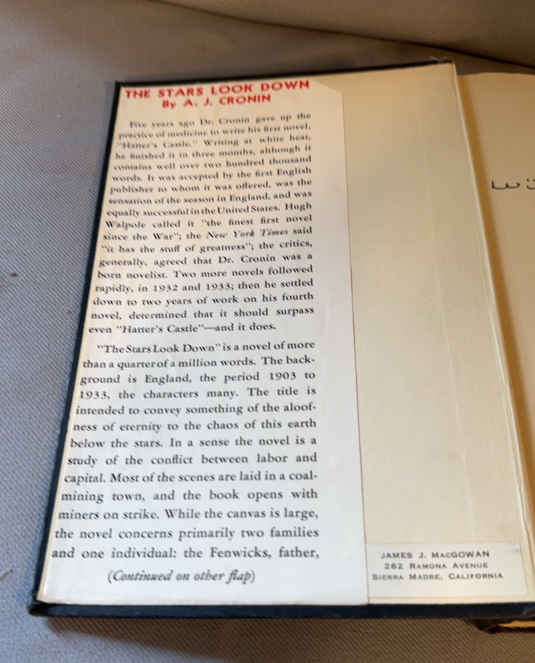 THE STARS LOOK DOWN
By A. J. CRONIN
Five years ago Dr. Cronin gave up the
practice of medicine to write his first novel,
"Hatter's Castle." Writing at white heat,
he finished it in three months, although it
contains well over two hundred thousand
words. It was accepted by the first English
publisher to whom it was offered, was the
sensation of the season in England, and was
equally successful in the United States. Hugh
Walpole called it "the finest first novel
since the War"; the New York Times said
"it has the stuff of greatness"; the critics,
generally, agreed that Dr. Cronin was a
born novelist. Two more novels followed
rapidly, in 1932 and 1933; then he settled
down to two years of work on his fourth
novel, determined that it should surpass
even "Hatter's Castle"—and it does.
"The Stars Look Down" is a novel of more
than a quarter of a million words. The back-
ground is England, the period 1903 to
1933, the characters many. The title is
intended to convey something of the aloof-
ness of eternity to the chaos of this earth
below the stars. In a sense the novel is a
study of the conflict between labor and
capital. Most of the scenes are laid in a coal-
mining town, and the book opens with
miners on strike. While the canvas is large,
the novel concerns primarily two families
and one individual: the Fenwicks, father,
(Continued on other flap)
JAMES J. MACGOWAN
262 RAMONA AVENUE
SIERRA MADRE, CALIFORNIA